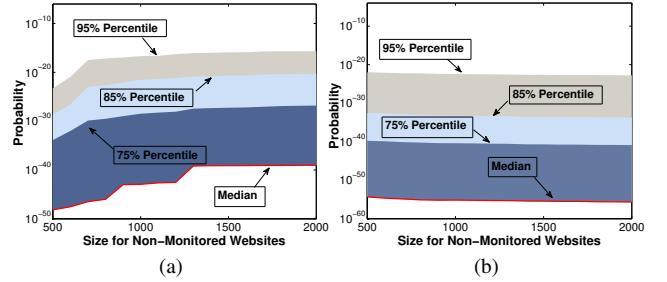 10^-10
95% Percentile
10^-20
85% Percentile
10^-30
Probability
75% Percentile
10^-40
Median
10^-50
500 1000 1500 2000
Size for Non-Monitored Websites
(a)
10^-10
95% Percentile
10^-20
85% Percentile
10^-30
Probability
75% Percentile
10^-40
Median
10^-50
10^-60
500 1000 1500 2000
Size for Non-Monitored Websites
(b)